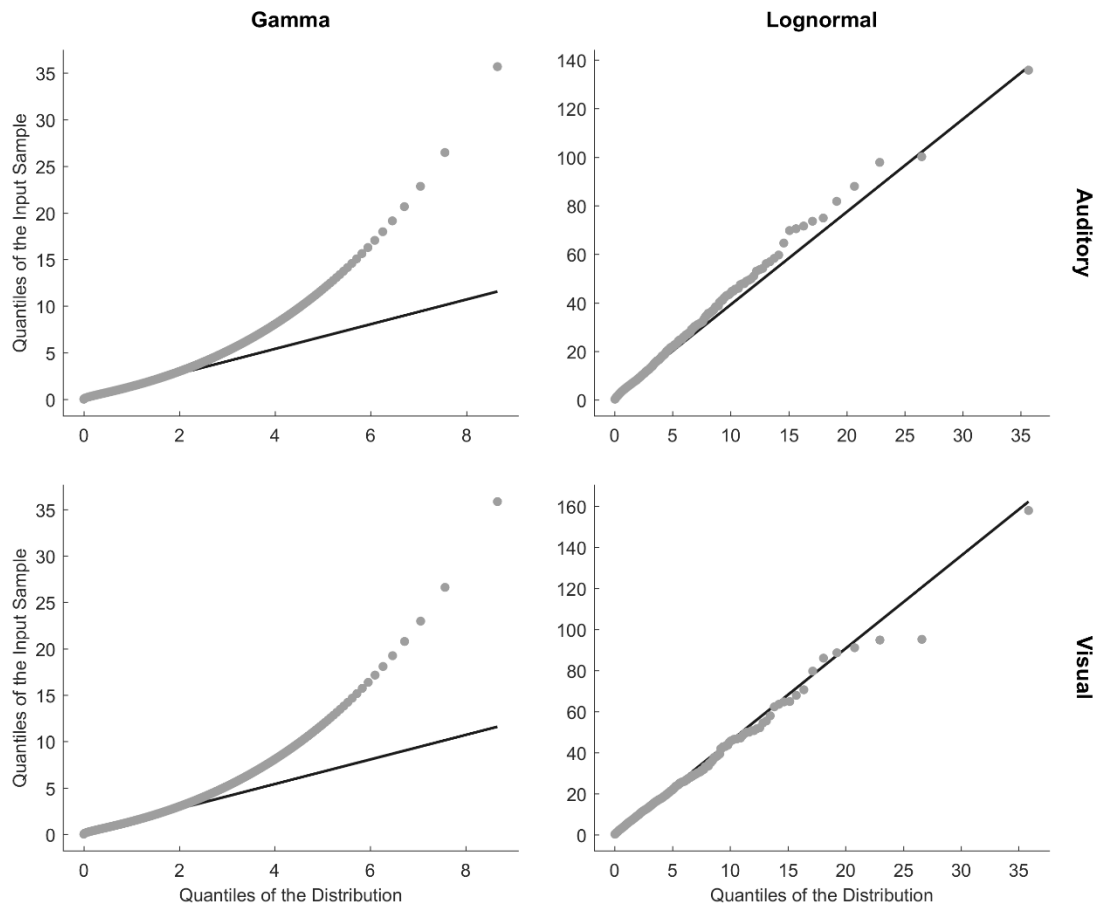 Gamma
Lognormal
Quantiles of the Input Sample
35
30
25
20
15
10
5
0
0 2 4 6 8
140
120
100
80
60
40
20
0
0 5 10 15 20 25 30 35
Auditory
Quantiles of the Input Sample
35
30
25
20
15
10
5
0
0 2 4 6 8
Quantiles of the Distribution
160
140
120
100
80
60
40
20
0
0 5 10 15 20 25 30 35
Quantiles of the Distribution
Visual